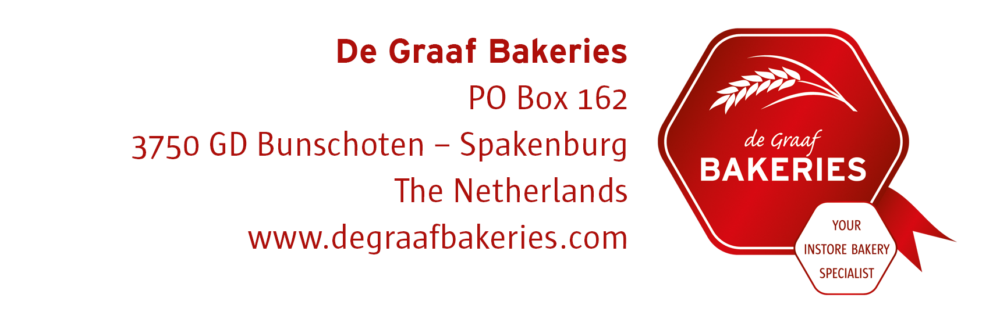 De Graaf Bakeries
PO Box 162
3750 GD Bunschoten – Spakenburg
The Netherlands
www.degraafbakeries.com
de Graaf
BAKERIES
YOUR
INSTORE BAKERY
SPECIALIST